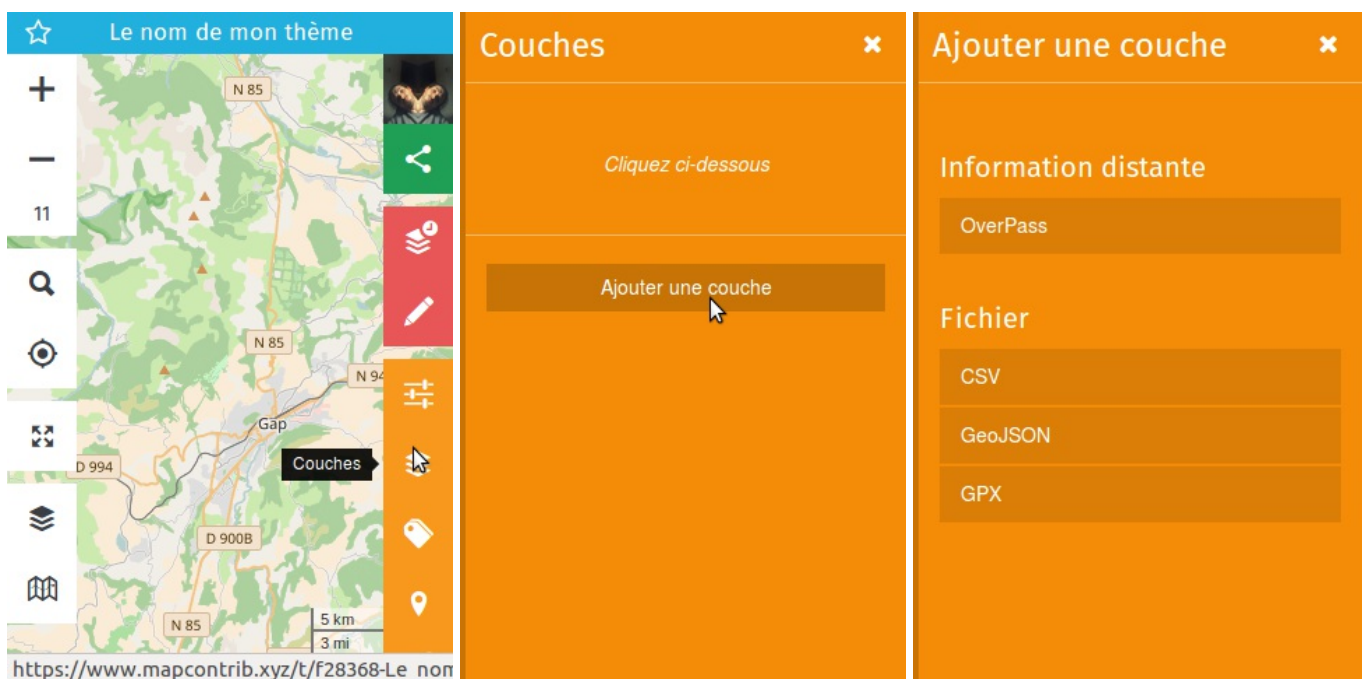 Le nom de mon thème
11
N 85
N 85
N 94
Gap
D 994
Couches
D 900B
N 85
5 km
3 mi
https://www.mapcontrib.xyz/t/f28368-Le_nom
Couches
Cliquez ci-dessous
Ajouter une couche
Ajouter une couche
Information distante
OverPass
Fichier
CSV
GeoJSON
GPX